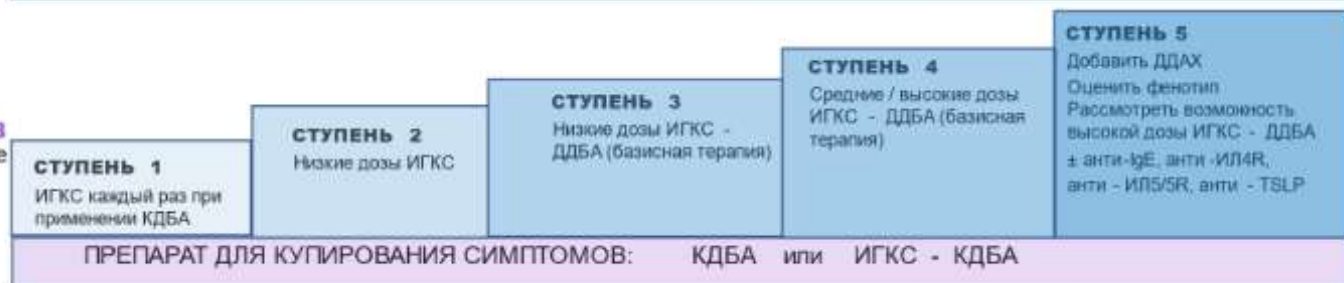 СТУПЕНЬ 1
ИГКС каждый раз при
применении КДБА
СТУПЕНЬ 2
Низкие дозы ИГКС
СТУПЕНЬ 3
Низкие дозы ИГКС -
ДДБА (базисная терапия)
СТУПЕНЬ 4
Средние / высокие дозы
ИГКС - ДДБА (базисная
терапия)
СТУПЕНЬ 5
Добавить ДДАХ
Оценить фенотип
Рассмотреть возможность
высокой дозы ИГКС - ДДБА
± анти-IgE, анти -ИЛ4R,
анти - ИЛ5/5R, анти - TSLP
ПРЕПАРАТ ДЛЯ КУПИРОВАНИЯ СИМПТОМОВ: КДБА или ИГКС - КДБА